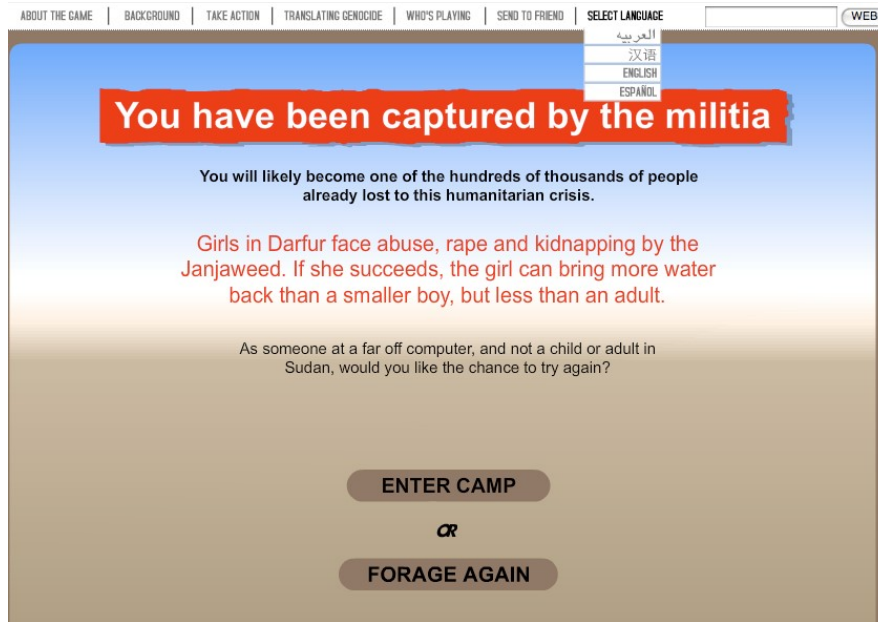 ABOUT THE GAME | BACKGROUND | TAKE ACTION | TRANSLATING GENOCIDE | WHO'S PLAYING | SEND TO FRIEND | SELECT LANGUAGE WEB
العربيه
汉语
ENGLISH
ESPAÑOL
You have been captured by the militia
You will likely become one of the hundreds of thousands of people
already lost to this humanitarian crisis.
Girls in Darfur face abuse, rape and kidnapping by the
Janjaweed. If she succeeds, the girl can bring more water
back than a smaller boy, but less than an adult.
As someone at a far off computer, and not a child or adult in
Sudan, would you like the chance to try again?
ENTER CAMP
OR
FORAGE AGAIN